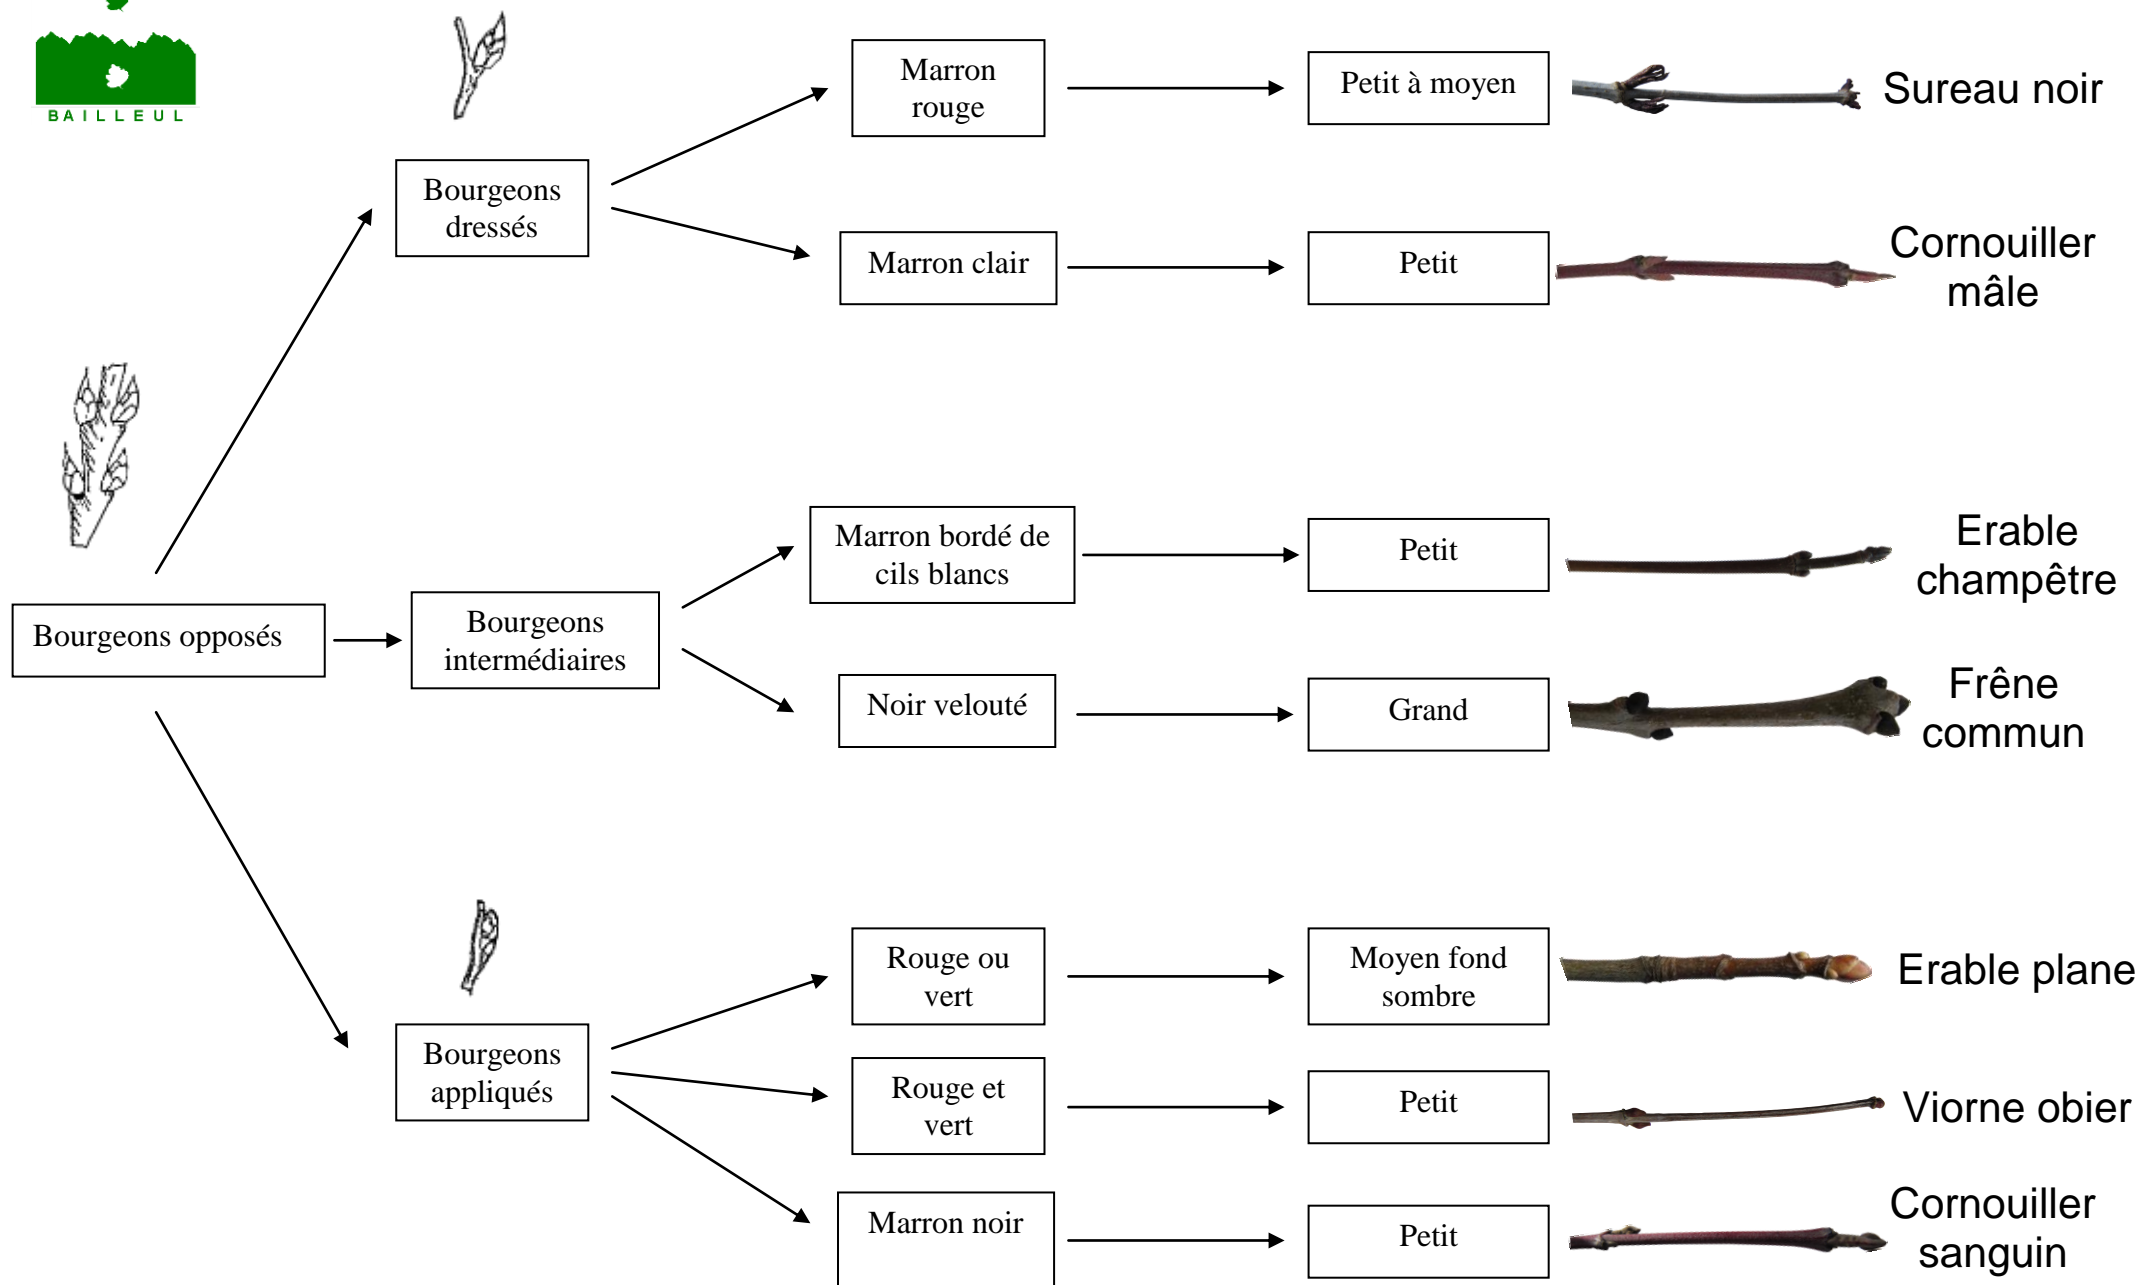 BAILLEUL
Marron
rouge
Petit à moyen
Sureau noir
Bourgeons
dressés
Marron clair
Petit
Cornouiller
mâle
Marron bordé de
cils blancs
Petit
Erable
champêtre
Bourgeons opposés
Bourgeons
intermédiaires
Noir velouté
Grand
Frêne
commun
Rouge ou
vert
Moyen fond
sombre
Erable plane
Bourgeons
appliqués
Rouge et
vert
Petit
Viorne obier
Marron noir
Petit
Cornouiller
sanguin